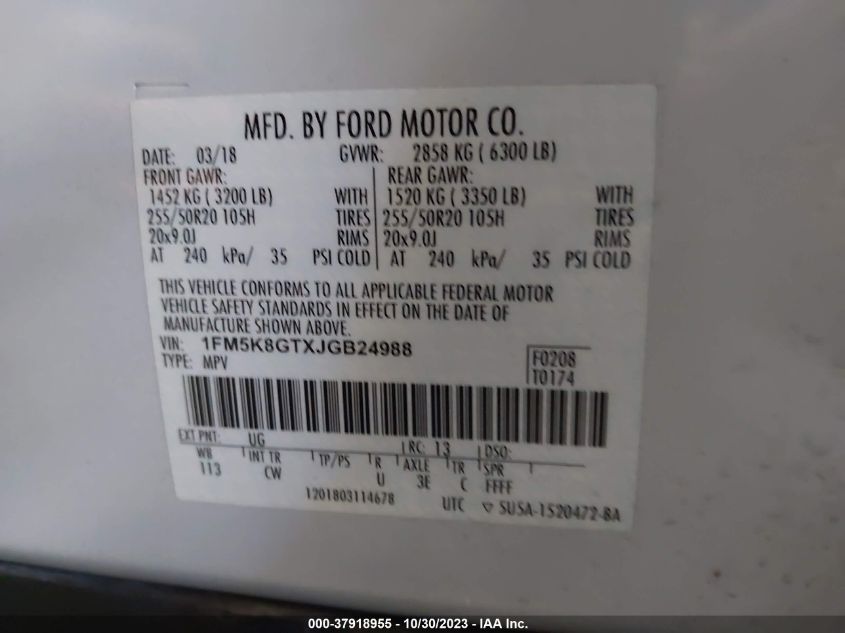 MFD. BY FORD MOTOR CO.
DATE: 03/18 GVWR: 2858 KG ( 6300 LB)
FRONT GAWR: REAR GAWR:
1452 KG ( 3200 LB) WITH 1520 KG ( 3350 LB) WITH
255/50R20 105H TIRES 255/50R20 105H TIRES
20x9.0J RIMS 20x9.0J RIMS
AT 240 kPa/ 35 PSI COLD AT 240 kPa/ 35 PSI COLD
THIS VEHICLE CONFORMS TO ALL APPLICABLE FEDERAL MOTOR
VEHICLE SAFETY STANDARDS IN EFFECT ON THE DATE OF
MANUFACTURE SHOWN ABOVE.
VIN: 1FM5K8GTXJGB24988
TYPE: MPV
F0208
T0174
EXT PNT: UG RC: 13 DSO:
WB INT TR TP/PS R AXLE TR SPR
113 CW U 3E C FFFF
1201803114678 UTC ▽ SU5A-1520472-BA
000-37918955 - 10/30/2023 - IAA Inc.